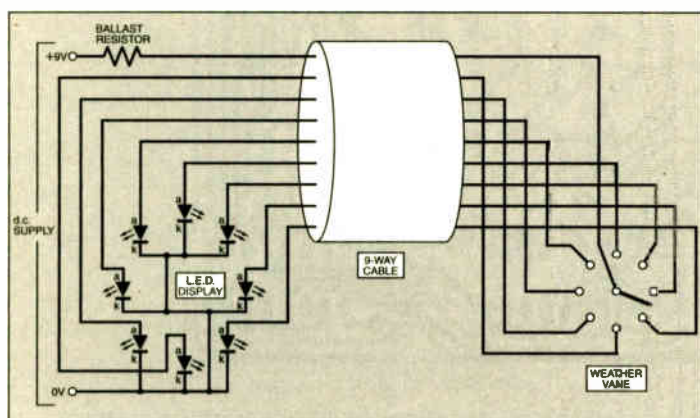 BALLAST
RESISTOR
+9V
d.c.
SUPPLY
a
k
a
k
a
k
a
k
L.E.D.
DISPLAY
a
k
a
k
a
k
a
k
0V
9-WAY
CABLE
WEATHER
VANE